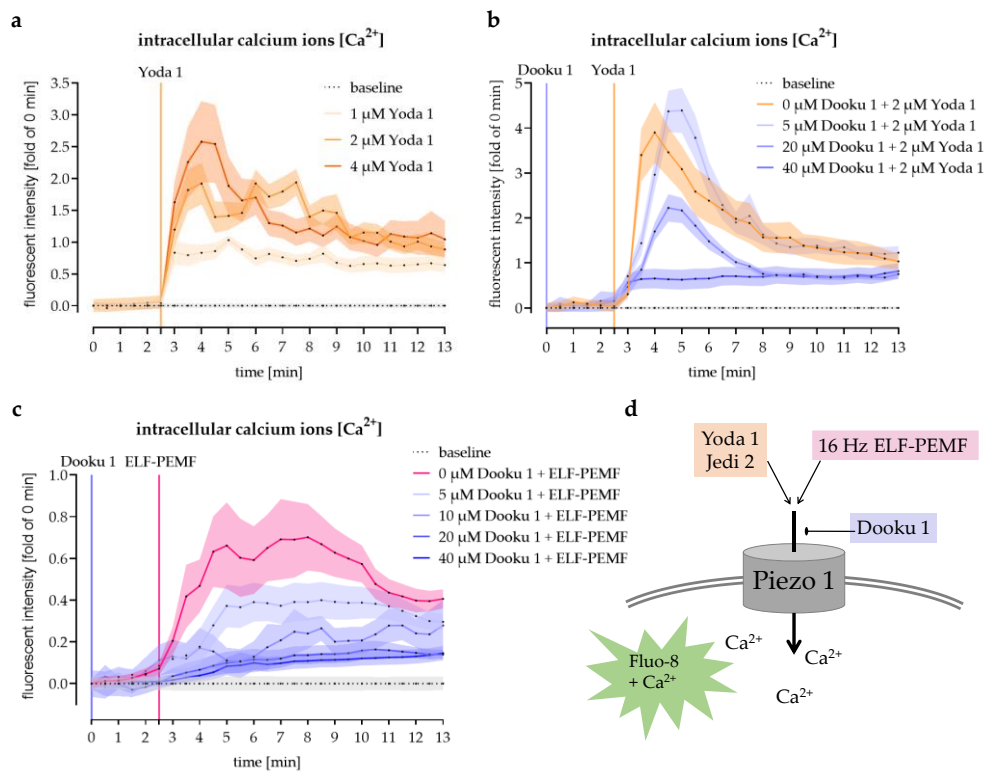 a
intracellular calcium ions [Ca²⁺]
Yoda 1
fluorescent intensity [fold of 0 min]
3.5
3.0
2.5
2.0
1.5
1.0
0.5
0.0
baseline
1 µM Yoda 1
2 µM Yoda 1
4 µM Yoda 1
0 1 2 3 4 5 6 7 8 9 10 11 12 13
time [min]
b
intracellular calcium ions [Ca²⁺]
Dooku 1 Yoda 1
fluorescent intensity [fold of 0 min]
5
4
3
2
1
0
baseline
0 µM Dooku 1 + 2 µM Yoda 1
5 µM Dooku 1 + 2 µM Yoda 1
20 µM Dooku 1 + 2 µM Yoda 1
40 µM Dooku 1 + 2 µM Yoda 1
0 1 2 3 4 5 6 7 8 9 10 11 12 13
time [min]
c
intracellular calcium ions [Ca²⁺]
Dooku 1 ELF-PEMF
fluorescent intensity [fold of 0 min]
1.0
0.8
0.6
0.4
0.2
0.0
baseline
0 µM Dooku 1 + ELF-PEMF
5 µM Dooku 1 + ELF-PEMF
10 µM Dooku 1 + ELF-PEMF
20 µM Dooku 1 + ELF-PEMF
40 µM Dooku 1 + ELF-PEMF
0 1 2 3 4 5 6 7 8 9 10 11 12 13
time [min]
d
Yoda 1
Jedi 2
16 Hz ELF-PEMF
Dooku 1
Piezo 1
Fluo-8
+ Ca²⁺
Ca²⁺
Ca²⁺
Ca²⁺